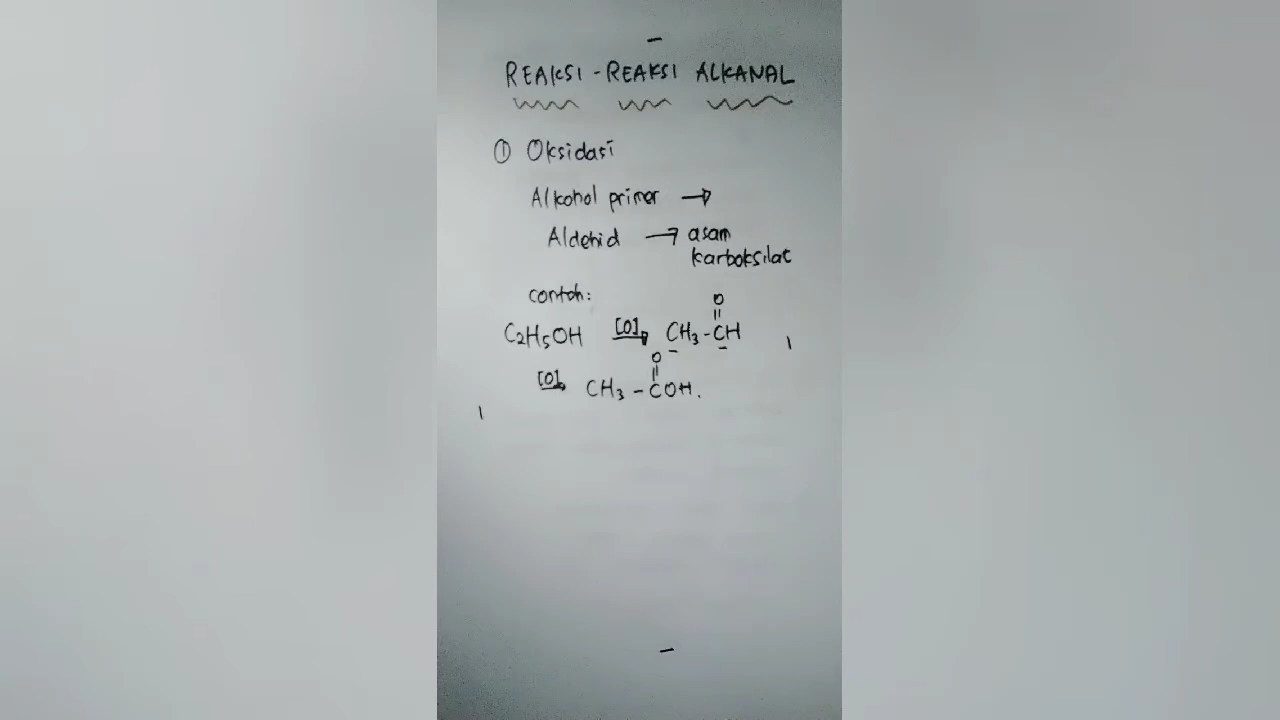 REAKSI - REAKSI ALKANAL
① Oksidasi
Alkohol primer →
Aldehid → asam
karboksilat
contoh:
O
||
C₂H₅OH [O]→ CH₃-CH
O
||
[O]→ CH₃-COH.